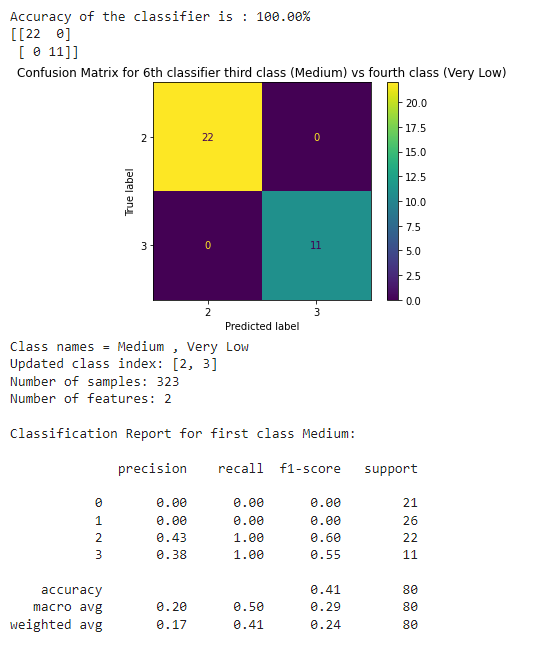 Accuracy of the classifier is : 100.00%
[[22  0]
 [ 0 11]]
Confusion Matrix for 6th classifier third class (Medium) vs fourth class (Very Low)
2 22 0
3 0 11
2 3
True label
Predicted label
20.0
17.5
15.0
12.5
10.0
7.5
5.0
2.5
0.0
Class names = Medium , Very Low
Updated class index: [2, 3]
Number of samples: 323
Number of features: 2
Classification Report for first class Medium:
precision recall f1-score support
0 0.00 0.00 0.00 21
1 0.00 0.00 0.00 26
2 0.43 1.00 0.60 22
3 0.38 1.00 0.55 11
accuracy 0.41 80
macro avg 0.20 0.50 0.29 80
weighted avg 0.17 0.41 0.24 80